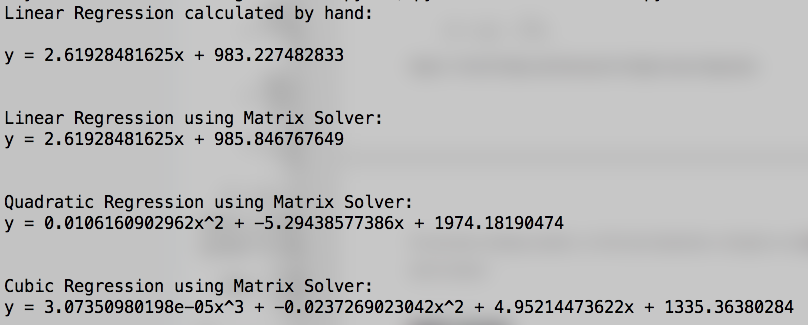 Linear Regression calculated by hand:
y = 2.61928481625x + 983.227482833
Linear Regression using Matrix Solver:
y = 2.61928481625x + 985.846767649
Quadratic Regression using Matrix Solver:
y = 0.0106160902962x^2 + -5.29438577386x + 1974.18190474
Cubic Regression using Matrix Solver:
y = 3.07350980198e-05x^3 + -0.0237269023042x^2 + 4.95214473622x + 1335.36380284